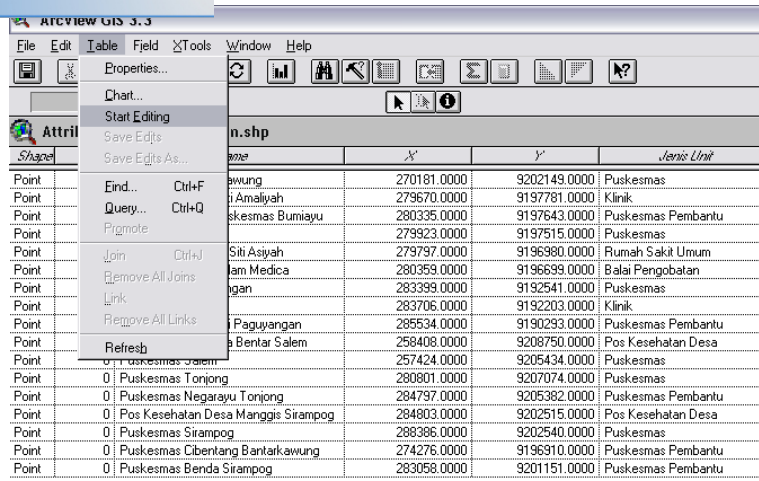 ArcView GIS 3.3
File Edit Table Field XTools Window Help
Properties...
Chart...
Start Editing
Save Edits
Save Edits As...
Find... Ctrl+F
Query... Ctrl+Q
Promote
Join Ctrl+J
Remove All Joins
Link
Remove All Links
Refresh
Attri n.shp
Shape ame X Y Jenis Unit
Point awung 270181.0000 9202149.0000 Puskesmas
Point i Amaliyah 279670.0000 9197781.0000 Klinik
Point skesmas Bumiayu 280335.0000 9197643.0000 Puskesmas Pembantu
Point 279923.0000 9197515.0000 Puskesmas
Point Siti Asiyah 279797.0000 9196980.0000 Rumah Sakit Umum
Point lam Medica 280359.0000 9196699.0000 Balai Pengobatan
Point ngan 283399.0000 9192541.0000 Puskesmas
Point 283706.0000 9192203.0000 Klinik
Point i Paguyangan 285534.0000 9190293.0000 Puskesmas Pembantu
Point a Bentar Salem 258408.0000 9208750.0000 Pos Kesehatan Desa
Point 0 Puskesmas Salem 257424.0000 9205434.0000 Puskesmas
Point 0 Puskesmas Tonjong 280801.0000 9207074.0000 Puskesmas
Point 0 Puskesmas Negarayu Tonjong 284797.0000 9205382.0000 Puskesmas Pembantu
Point 0 Pos Kesehatan Desa Manggis Sirampog 284803.0000 9202515.0000 Pos Kesehatan Desa
Point 0 Puskesmas Sirampog 288386.0000 9202540.0000 Puskesmas
Point 0 Puskesmas Cibentang Bantarkawung 274276.0000 9196910.0000 Puskesmas Pembantu
Point 0 Puskesmas Benda Sirampog 283058.0000 9201151.0000 Puskesmas Pembantu